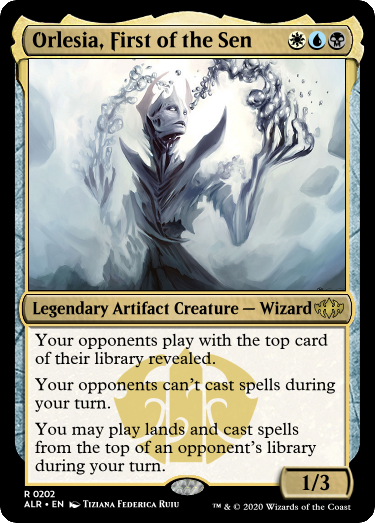 Orlesia, First of the Sen
Legendary Artifact Creature — Wizard
Your opponents play with the top card
of their library revealed.
Your opponents can't cast spells during
your turn.
You may play lands and cast spells
from the top of an opponent's library
during your turn.
1/3
R 0202
ALR • EN Tiziana Federica Ruiu
™ & © 2020 Wizards of the Coast